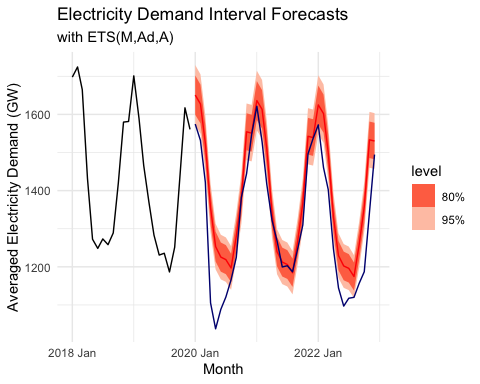 Electricity Demand Interval Forecasts
with ETS(M,Ad,A)
Averaged Electricity Demand (GW)
1600
1400
1200
2018 Jan
2020 Jan
2022 Jan
Month
level
80%
95%